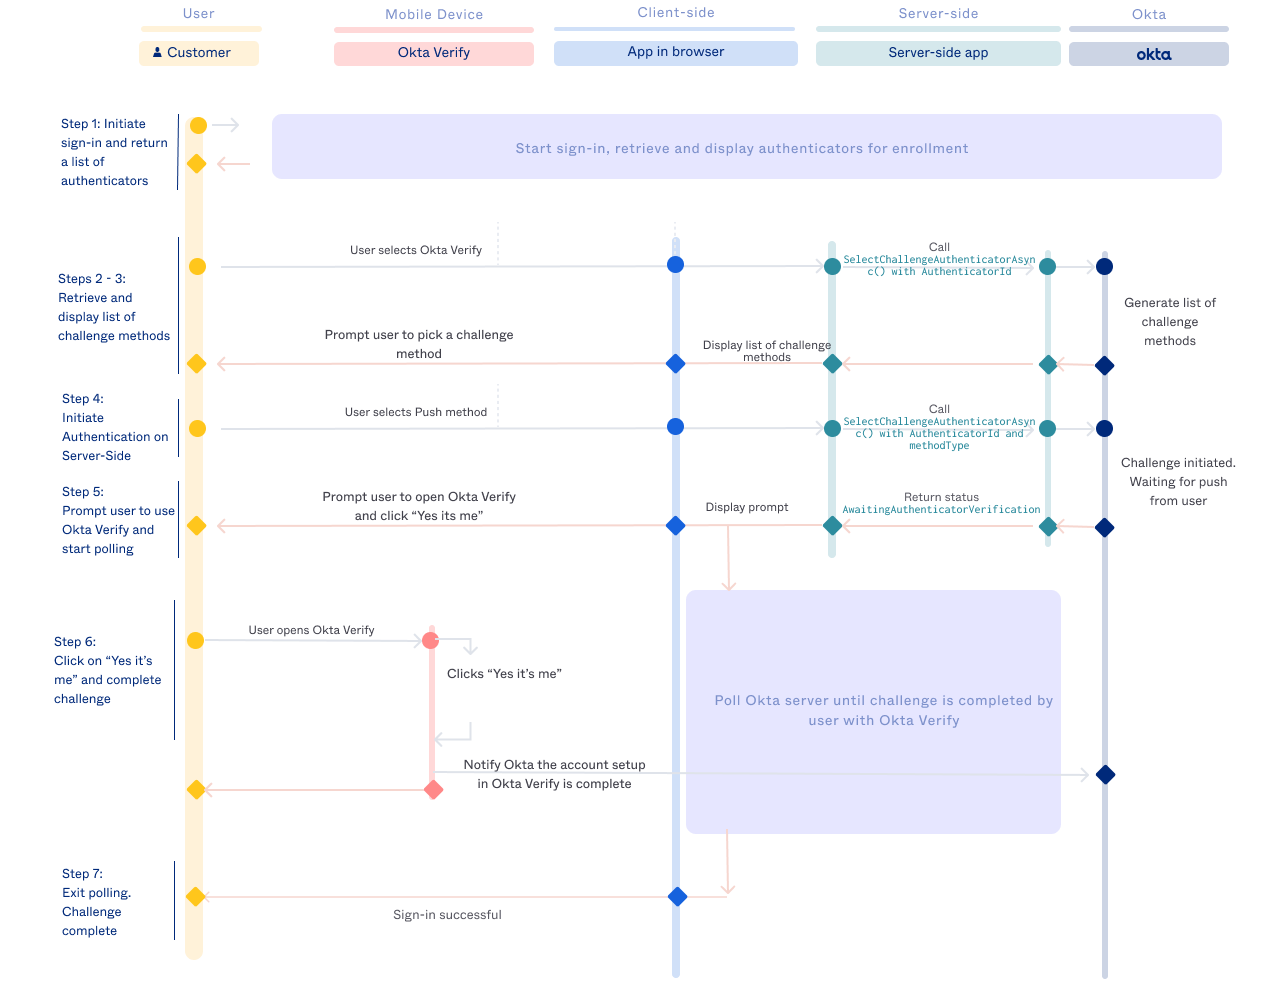 User
Mobile Device
Client-side
Server-side
Okta
Customer
Okta Verify
App in browser
Server-side app
okta
Step 1: Initiate
sign-in and return
a list of
authenticators
Start sign-in, retrieve and display authenticators for enrollment
Steps 2 - 3:
Retrieve and
display list of
challenge methods
User selects Okta Verify
Call
SelectChallengeAuthenticatorAsyn
c() with AuthenticatorId
Generate list of
challenge
methods
Prompt user to pick a challenge
method
Display list of challenge
methods
Step 4:
Initiate
Authentication on
Server-Side
User selects Push method
Call
SelectChallengeAuthenticatorAsyn
c() with AuthenticatorId and
methodType
Challenge initiated.
Waiting for push
from user
Step 5:
Prompt user to use
Okta Verify and
start polling
Prompt user to open Okta Verify
and click “Yes its me”
Display prompt
Return status
AwaitingAuthenticatorVerification
Step 6:
Click on “Yes it’s
me” and complete
challenge
User opens Okta Verify
Clicks “Yes it’s me”
Poll Okta server until challenge is completed by
user with Okta Verify
Notify Okta the account setup
in Okta Verify is complete
Step 7:
Exit polling.
Challenge
complete
Sign-in successful